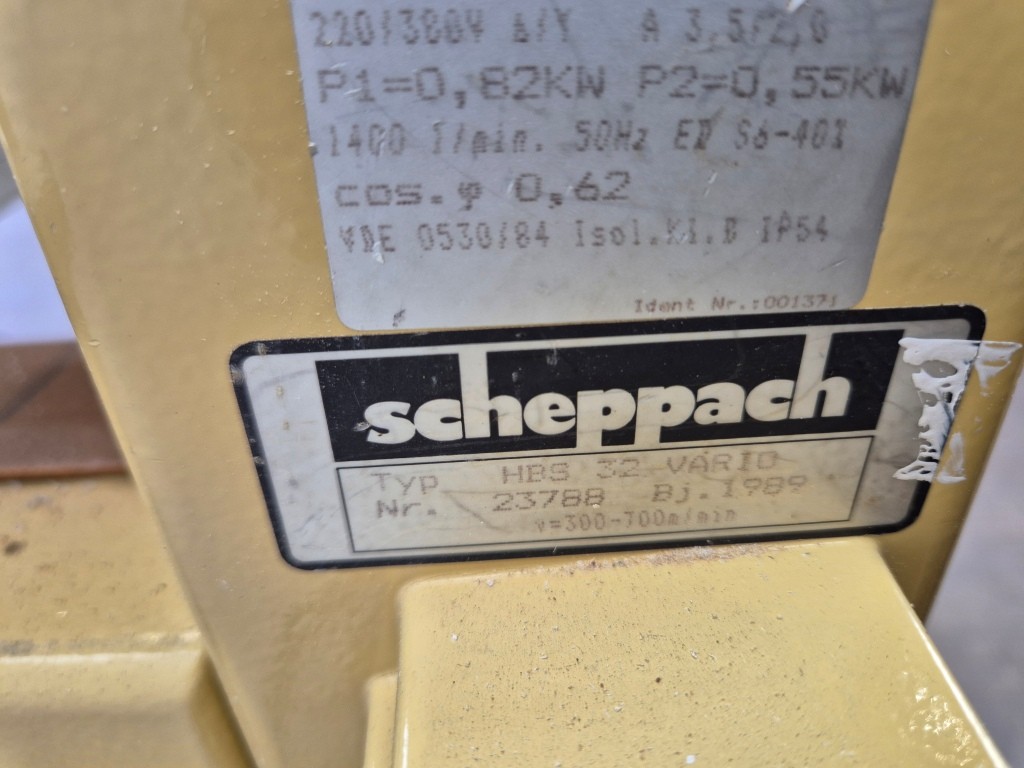 220/380V Δ/Y A 3,5/2,0
P1=0,82KW P2=0,55KW
1400 1/min. 50Hz ED S6-40%
cos.φ 0,62
VDE 0530/84 Isol.Kl.B IP54
Ident Nr.:001371
scheppach
Typ HBS 32 VARIO
Nr. 23788 Bj.1989
v=300-700m/min